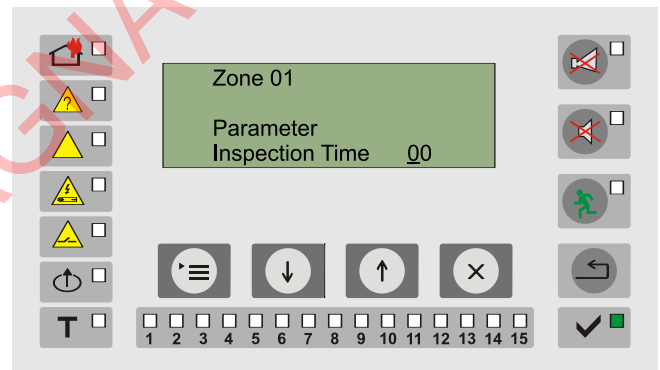 GNA
Zone 01
Parameter
Inspection Time 00
?
T
1 2 3 4 5 6 7 8 9 10 11 12 13 14 15